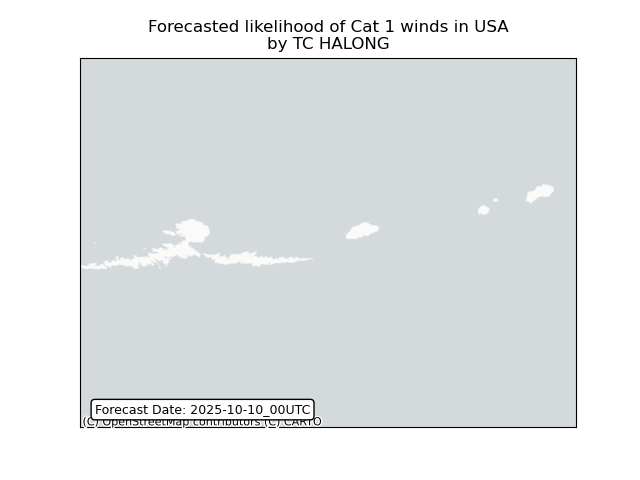 Forecasted likelihood of Cat 1 winds in USA
by TC HALONG
Forecast Date: 2025-10-10_00UTC
(C) OpenStreetMap contributors (C) CARTO